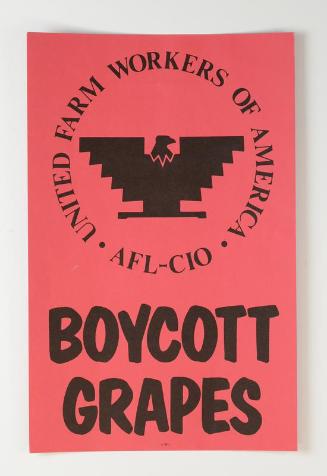 UNITED FARM WORKERS OF AMERICA
• AFL-CIO •
BOYCOTT
GRAPES